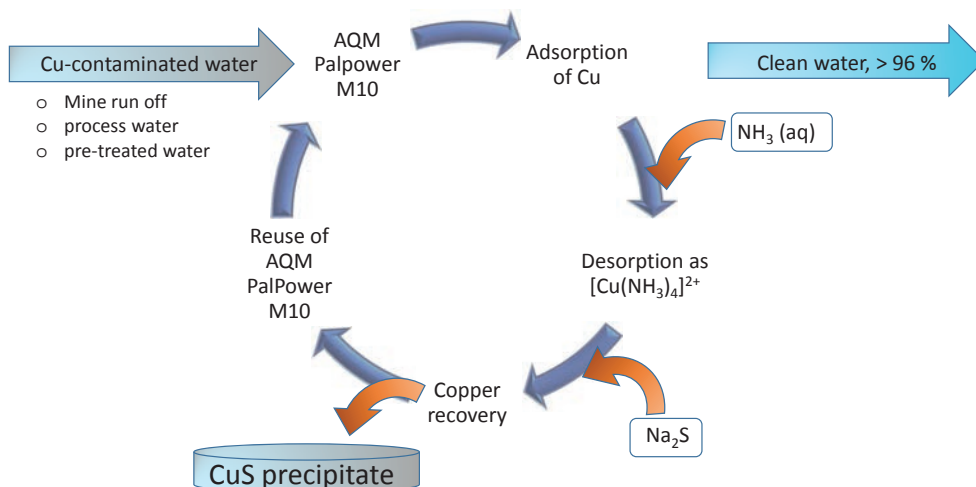 Cu-contaminated water
o Mine run off
o process water
o pre-treated water
AQM
Palpower
M10
Adsorption
of Cu
Clean water, > 96 %
NH₃ (aq)
Desorption as
[Cu(NH₃)₄]²⁺
Na₂S
Copper
recovery
CuS precipitate
Reuse of
AQM
PalPower
M10